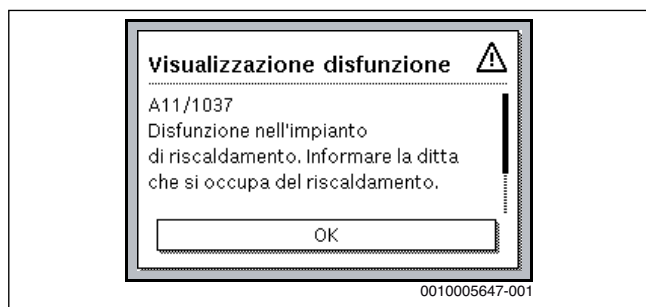 Visualizzazione disfunzione
A11/1037
Disfunzione nell'impianto
di riscaldamento. Informare la ditta
che si occupa del riscaldamento.
OK
0010005647-001